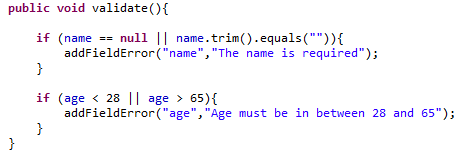 public void validate(){
if (name == null || name.trim().equals("")){
addFieldError("name","The name is required");
}
if (age < 28 || age > 65){
addFieldError("age","Age must be in between 28 and 65");
}
}